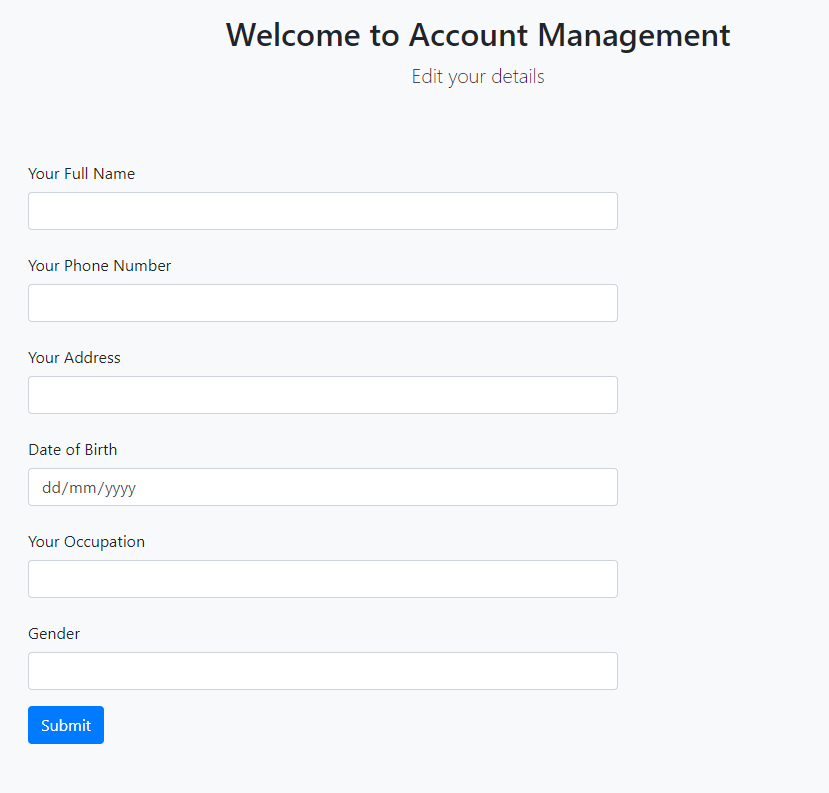 Welcome to Account Management
Edit your details
Your Full Name
Your Phone Number
Your Address
Date of Birth
dd/mm/yyyy
Your Occupation
Gender
Submit